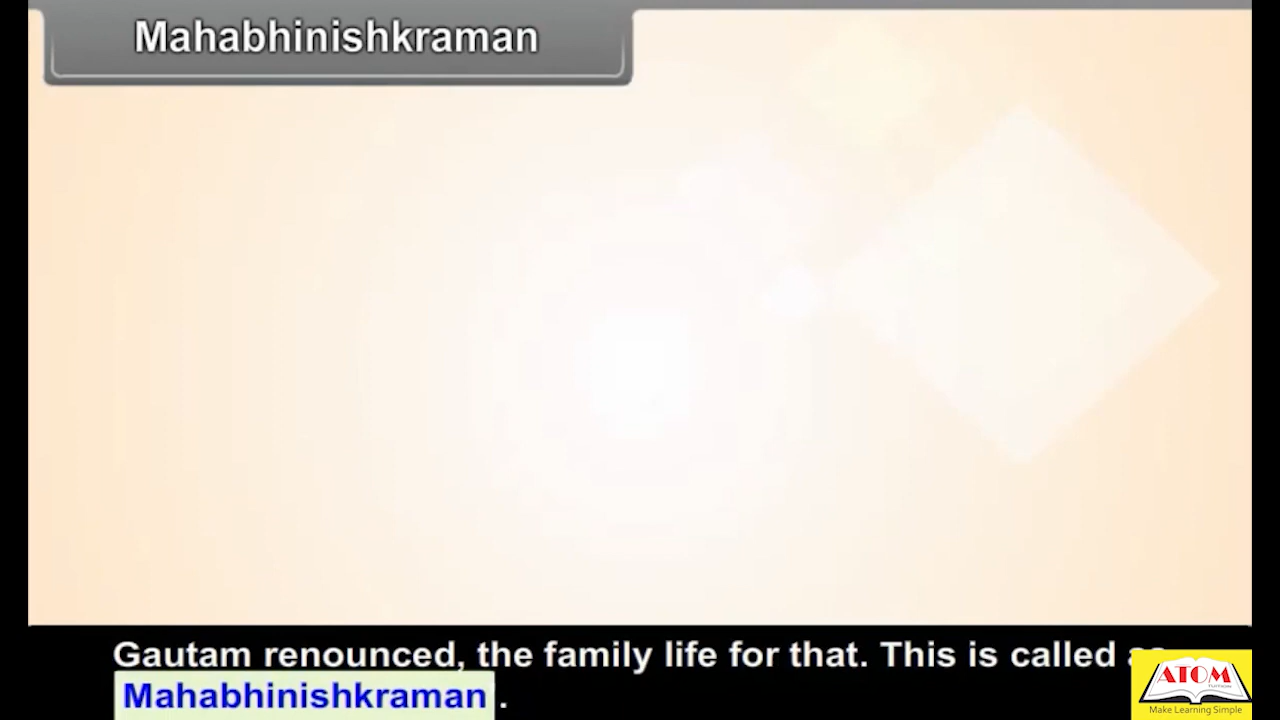 Mahabhinishkraman
Gautam renounced, the family life for that. This is called as
Mahabhinishkraman .
ATOM
Make Learning Simple